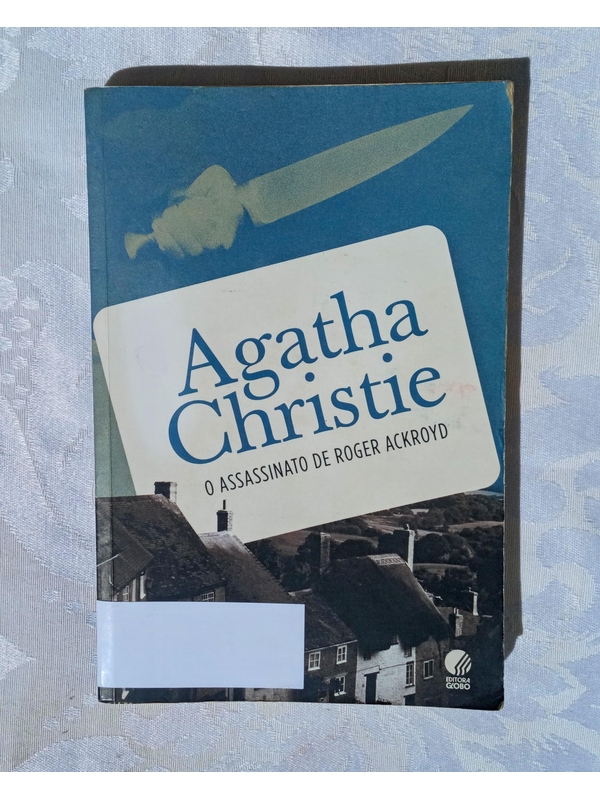 Agatha
Christie
O ASSASSINATO DE ROGER ACKROYD
EDITORA
GLOBO